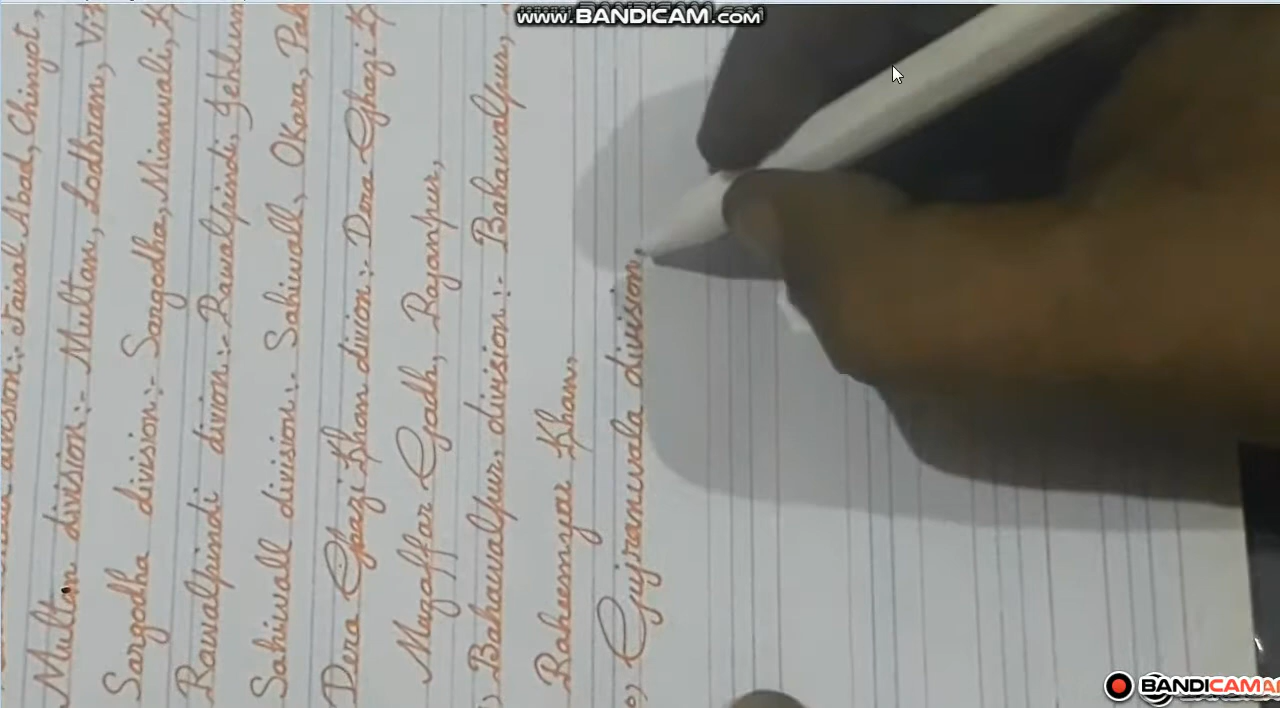 www.BANDICAM.com
division:- Faisal Abad, Chinyot,
Multan division:- Multan, Lodhran,
Sargodha division:- Sargodha, Mianwali,
Rawalpindi divion:- Rawalpindi, Jehlum
Sahiwall division:- Sahiwall, Okara,
Dera Ghazi Khan division:- Dera Ghazi
Muzaffar Gadh, Rajanpur,
Bahawalpur, division:- Bahawalpur,
Raheemyar Khan,
Gujranwala division,
BANDICAM